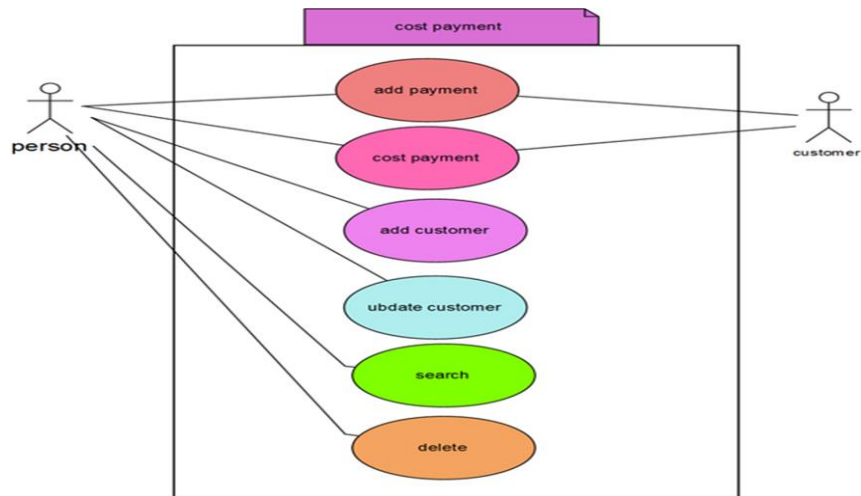 cost payment
add payment
person
cost payment
customer
add customer
ubdate customer
search
delete